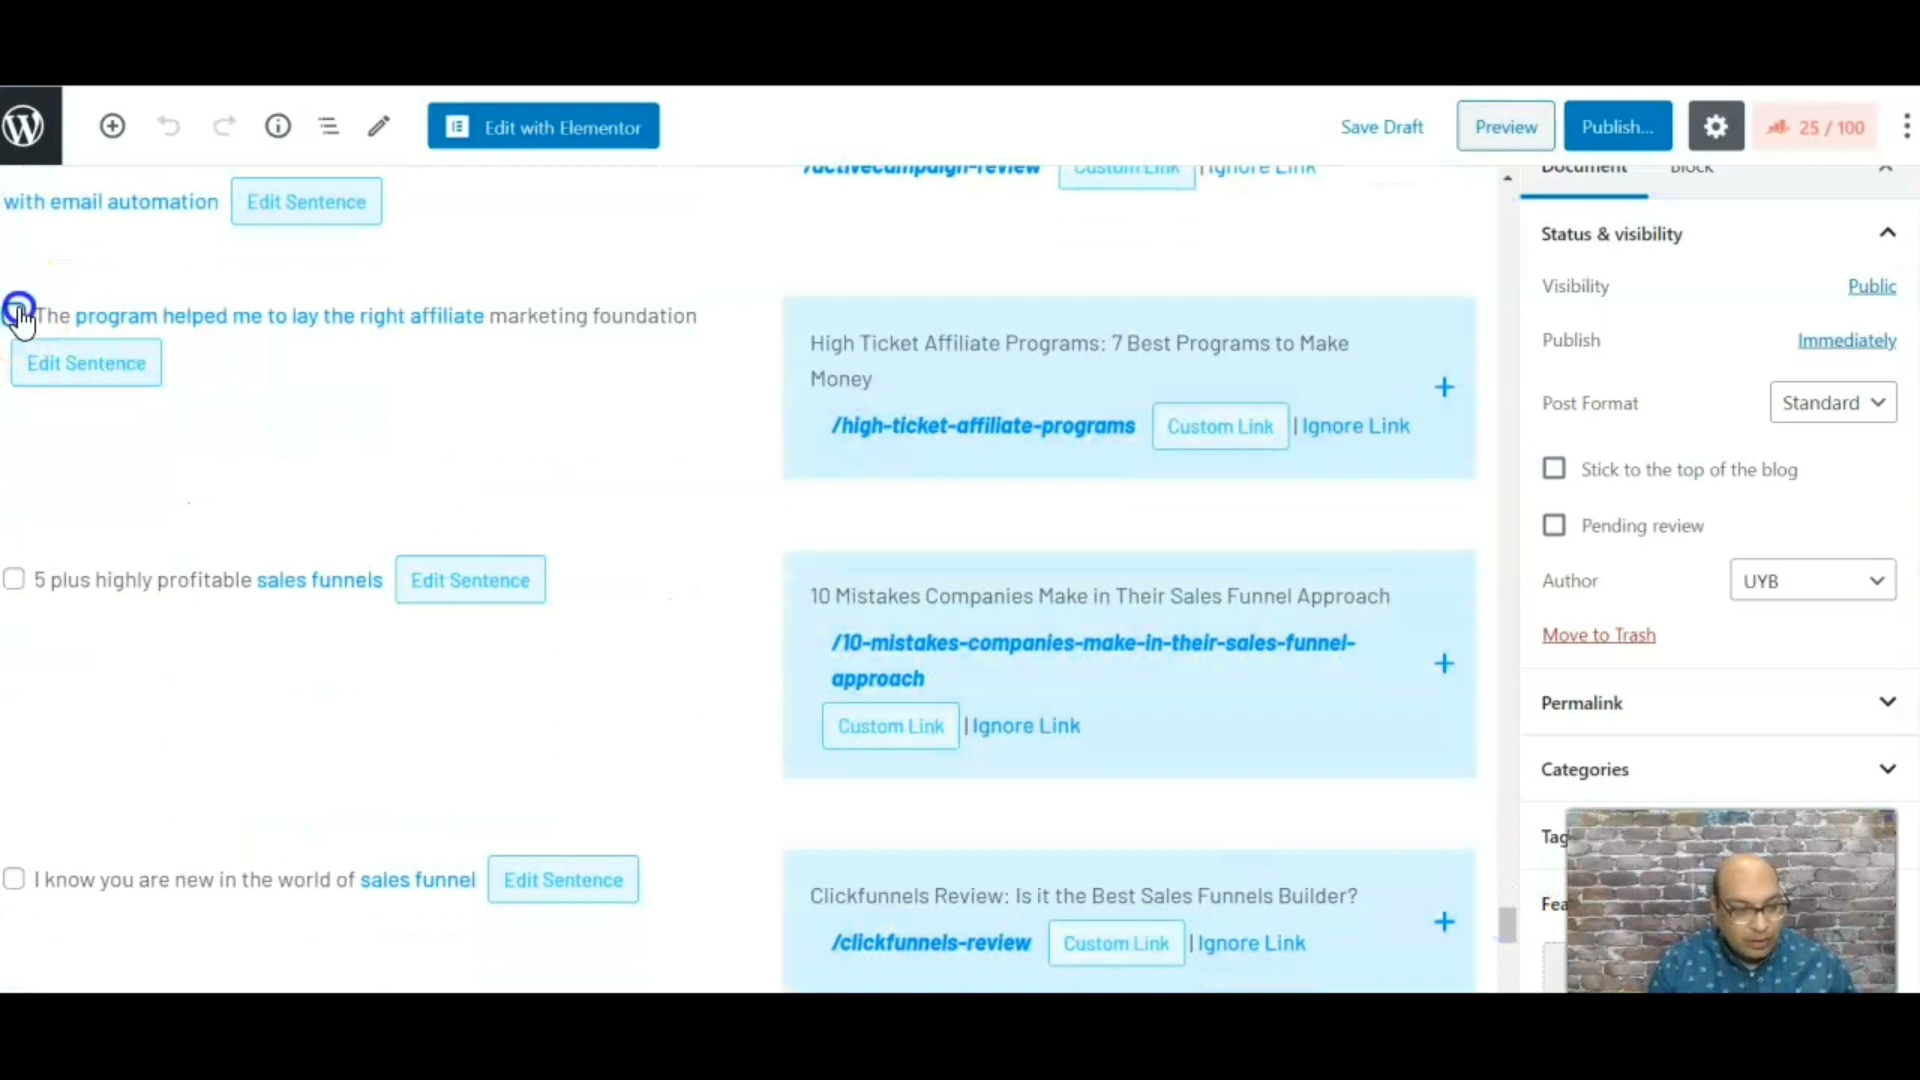 Edit with Elementor
Save Draft
Preview
Publish...
25 / 100
/activecampaign-review Custom Link | Ignore Link
with email automation Edit Sentence
The program helped me to lay the right affiliate marketing foundation
Edit Sentence
High Ticket Affiliate Programs: 7 Best Programs to Make
Money
+
/high-ticket-affiliate-programs Custom Link | Ignore Link
5 plus highly profitable sales funnels Edit Sentence
10 Mistakes Companies Make in Their Sales Funnel Approach
/10-mistakes-companies-make-in-their-sales-funnel-
approach
+
Custom Link | Ignore Link
I know you are new in the world of sales funnel Edit Sentence
Clickfunnels Review: Is it the Best Sales Funnels Builder?
+
/clickfunnels-review Custom Link | Ignore Link
Document Block
Status & visibility
Visibility Public
Publish Immediately
Post Format Standard
Stick to the top of the blog
Pending review
Author UYB
Move to Trash
Permalink
Categories
Tag
Fea